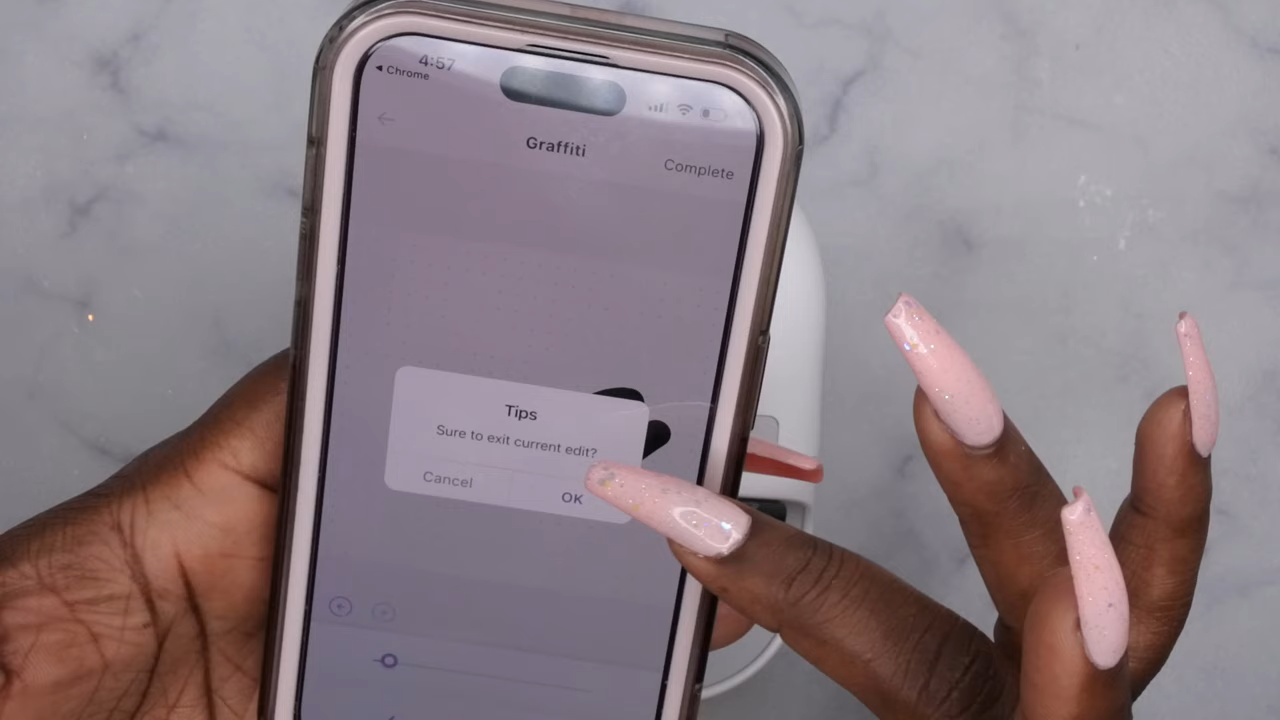 4:57
◀ Chrome
Graffiti
Complete
Tips
Sure to exit current edit?
Cancel
OK